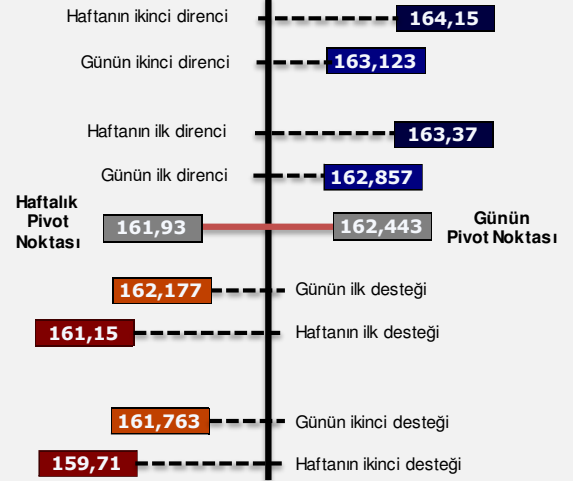 Haftanın ikinci direnci 164,15
Günün ikinci direnci 163,123
Haftanın ilk direnci 163,37
Günün ilk direnci 162,857
Haftalık
Pivot
Noktası
161,93
162,443
Günün
Pivot Noktası
162,177 Günün ilk desteği
161,15 Haftanın ilk desteği
161,763 Günün ikinci desteği
159,71 Haftanın ikinci desteği